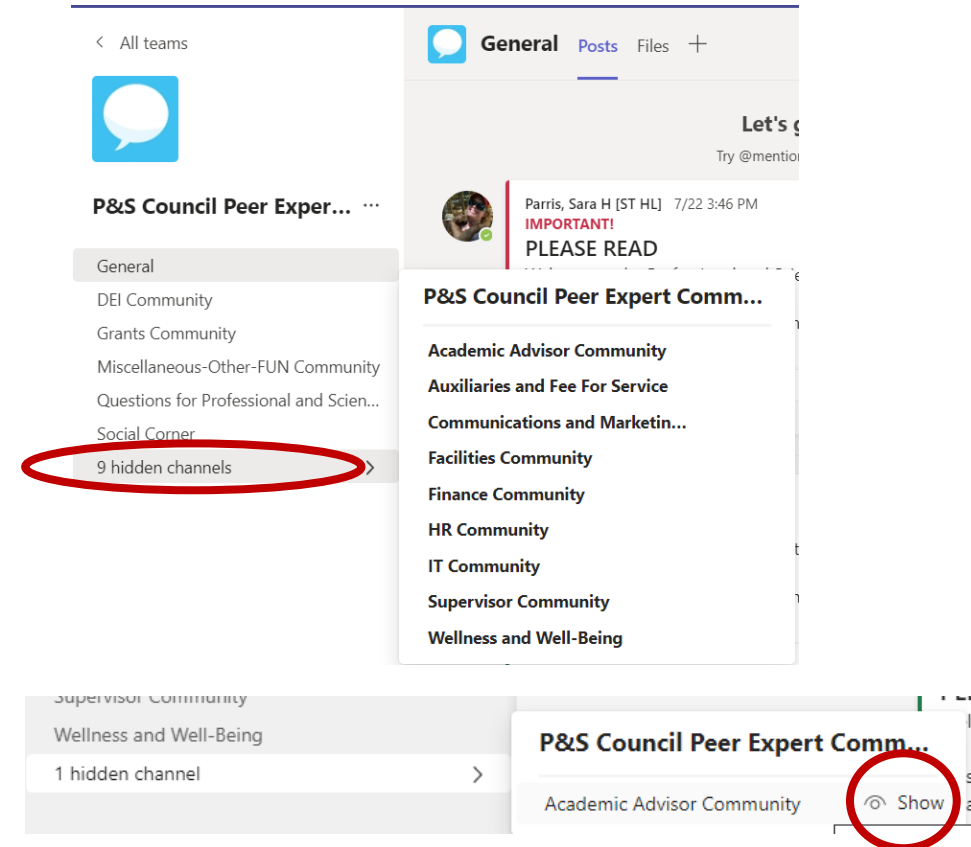 All teams
General Posts Files
Let's
Try @mention
P&S Council Peer Exper... ...
Parris, Sara H [ST HL] 7/22 3:46 PM
IMPORTANT!
PLEASE READ
General
DEI Community
Grants Community
Miscellaneous-Other-FUN Community
Questions for Professional and Scien...
Social Corner
9 hidden channels
P&S Council Peer Expert Comm...
Academic Advisor Community
Auxiliaries and Fee For Service
Communications and Marketin...
Facilities Community
Finance Community
HR Community
IT Community
Supervisor Community
Wellness and Well-Being
Supervisor Community
Wellness and Well-Being
1 hidden channel
P&S Council Peer Expert Comm...
Academic Advisor Community Show